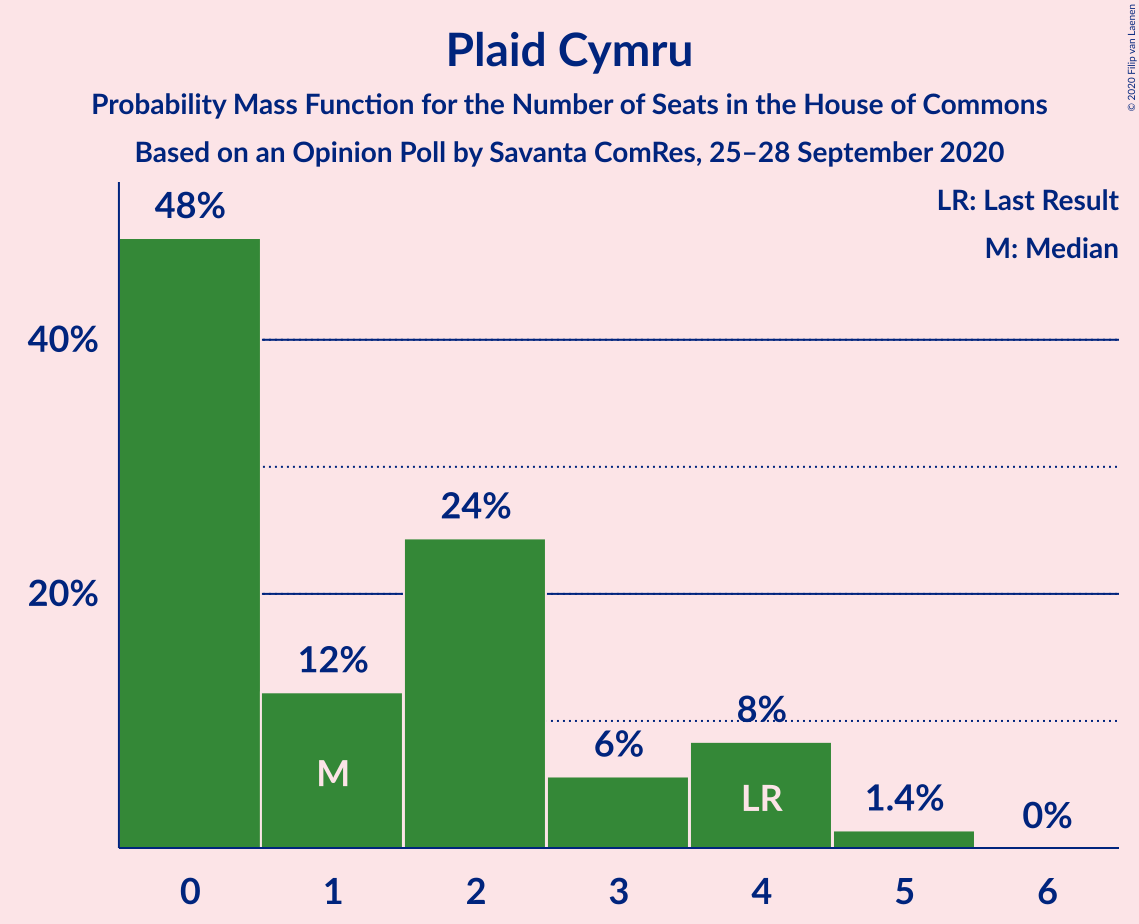 Plaid Cymru
Probability Mass Function for the Number of Seats in the House of Commons
Based on an Opinion Poll by Savanta ComRes, 25–28 September 2020
© 2020 Filip van Laenen
LR: Last Result
M: Median
48%
40%
24%
20%
12%
8%
6%
M
LR
1.4%
0%
0 1 2 3 4 5 6